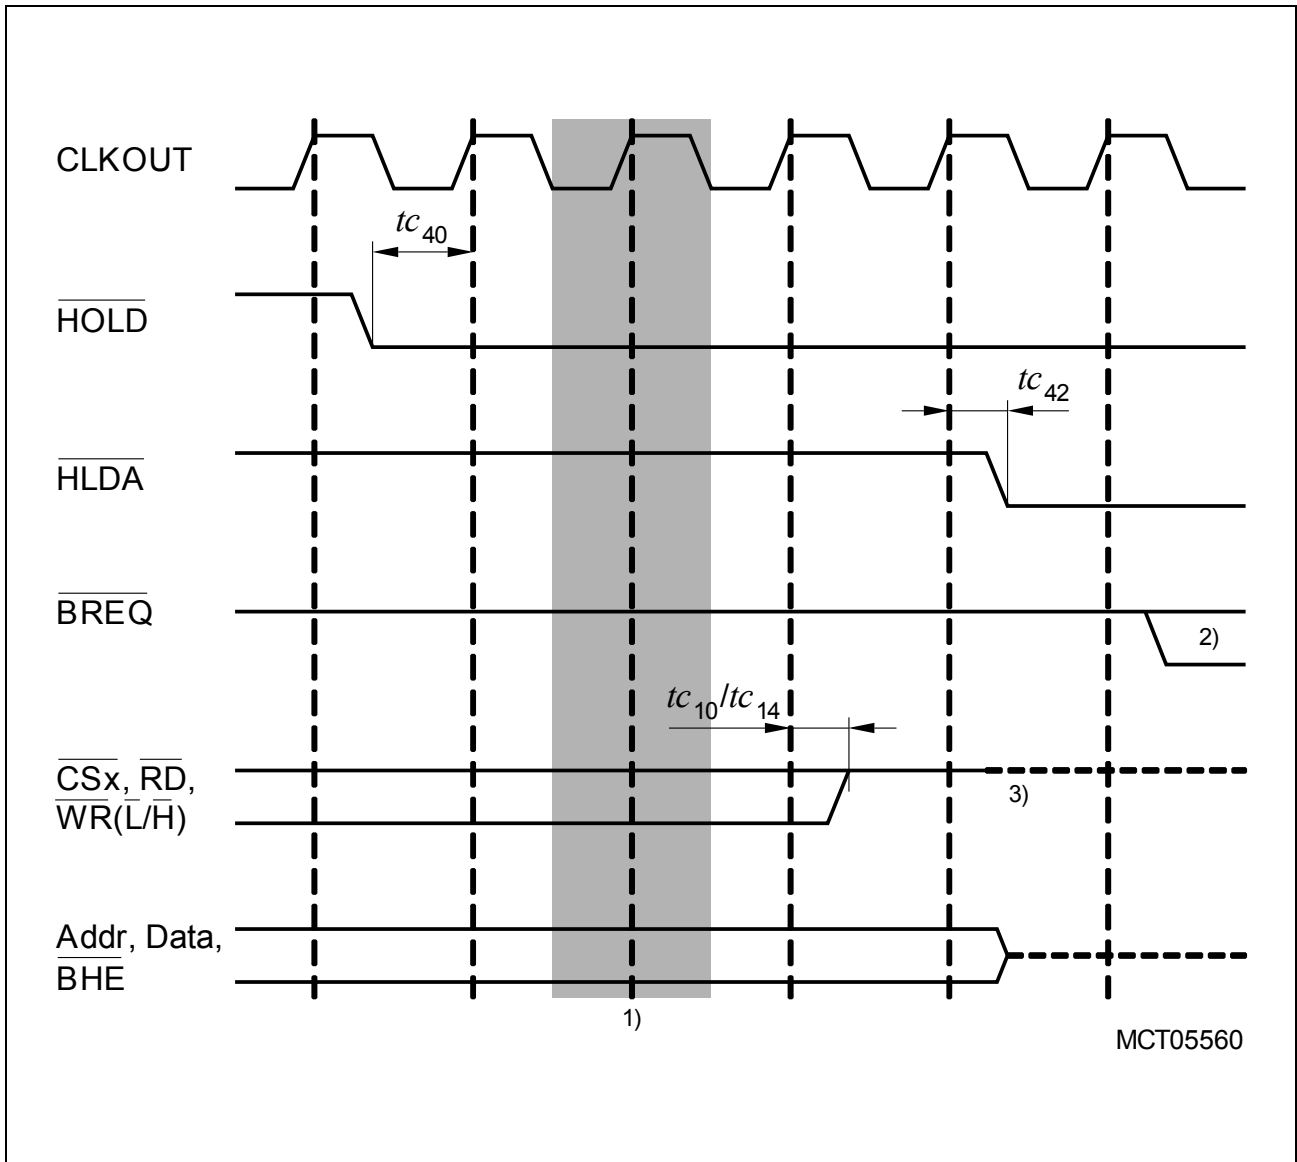 CLKOUT
tc40
HOLD
tc42
HLDA
BREQ
2)
tc10/tc14
CSx, RD,
WR(L/H)
3)
Addr, Data,
BHE
1)
MCT05560